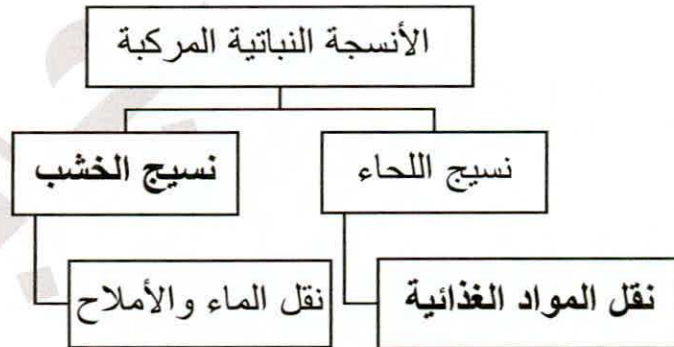 الأنسجة النباتية المركبة
نسيج اللحاء
نسيج الخشب
نقل المواد الغذائية
نقل الماء والأملاح